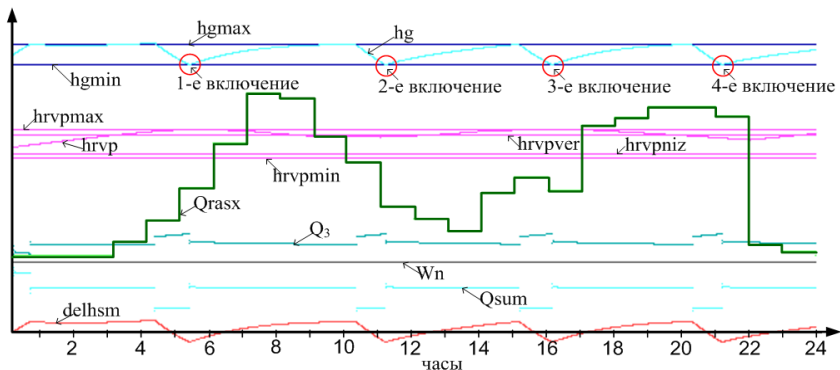 hgmax
hg
hgmin
1-е включение
2-е включение
3-е включение
4-е включение
hrvpmax
hrvp
hrvpver
hrvpniz
hrvpmin
Qrasx
Q₃
Wn
Qsum
delhsm
2 4 6 8 10 12 14 16 18 20 22 24
часы